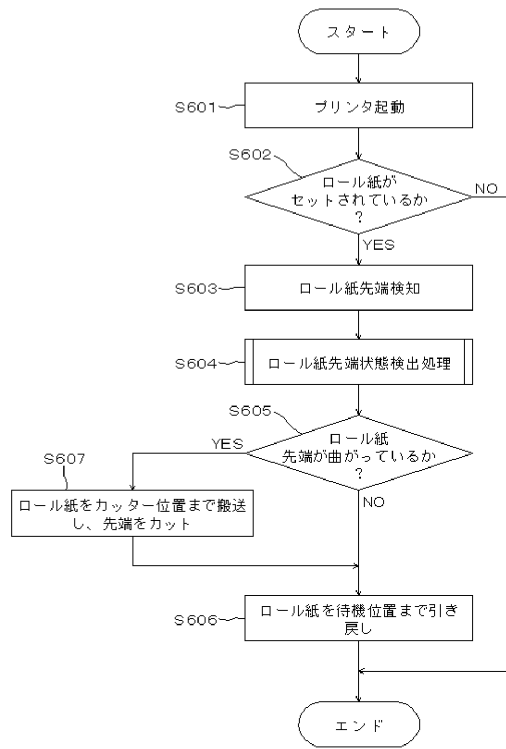 スタート
S601
プリンタ起動
S602
ロール紙が
セットされているか
?
NO
YES
S603
ロール紙先端検知
S604
ロール紙先端状態検出処理
S605
ロール紙
先端が曲がっているか
?
YES
NO
S607
ロール紙をカッター位置まで搬送
し、先端をカット
S606
ロール紙を待機位置まで引き
戻し
エンド